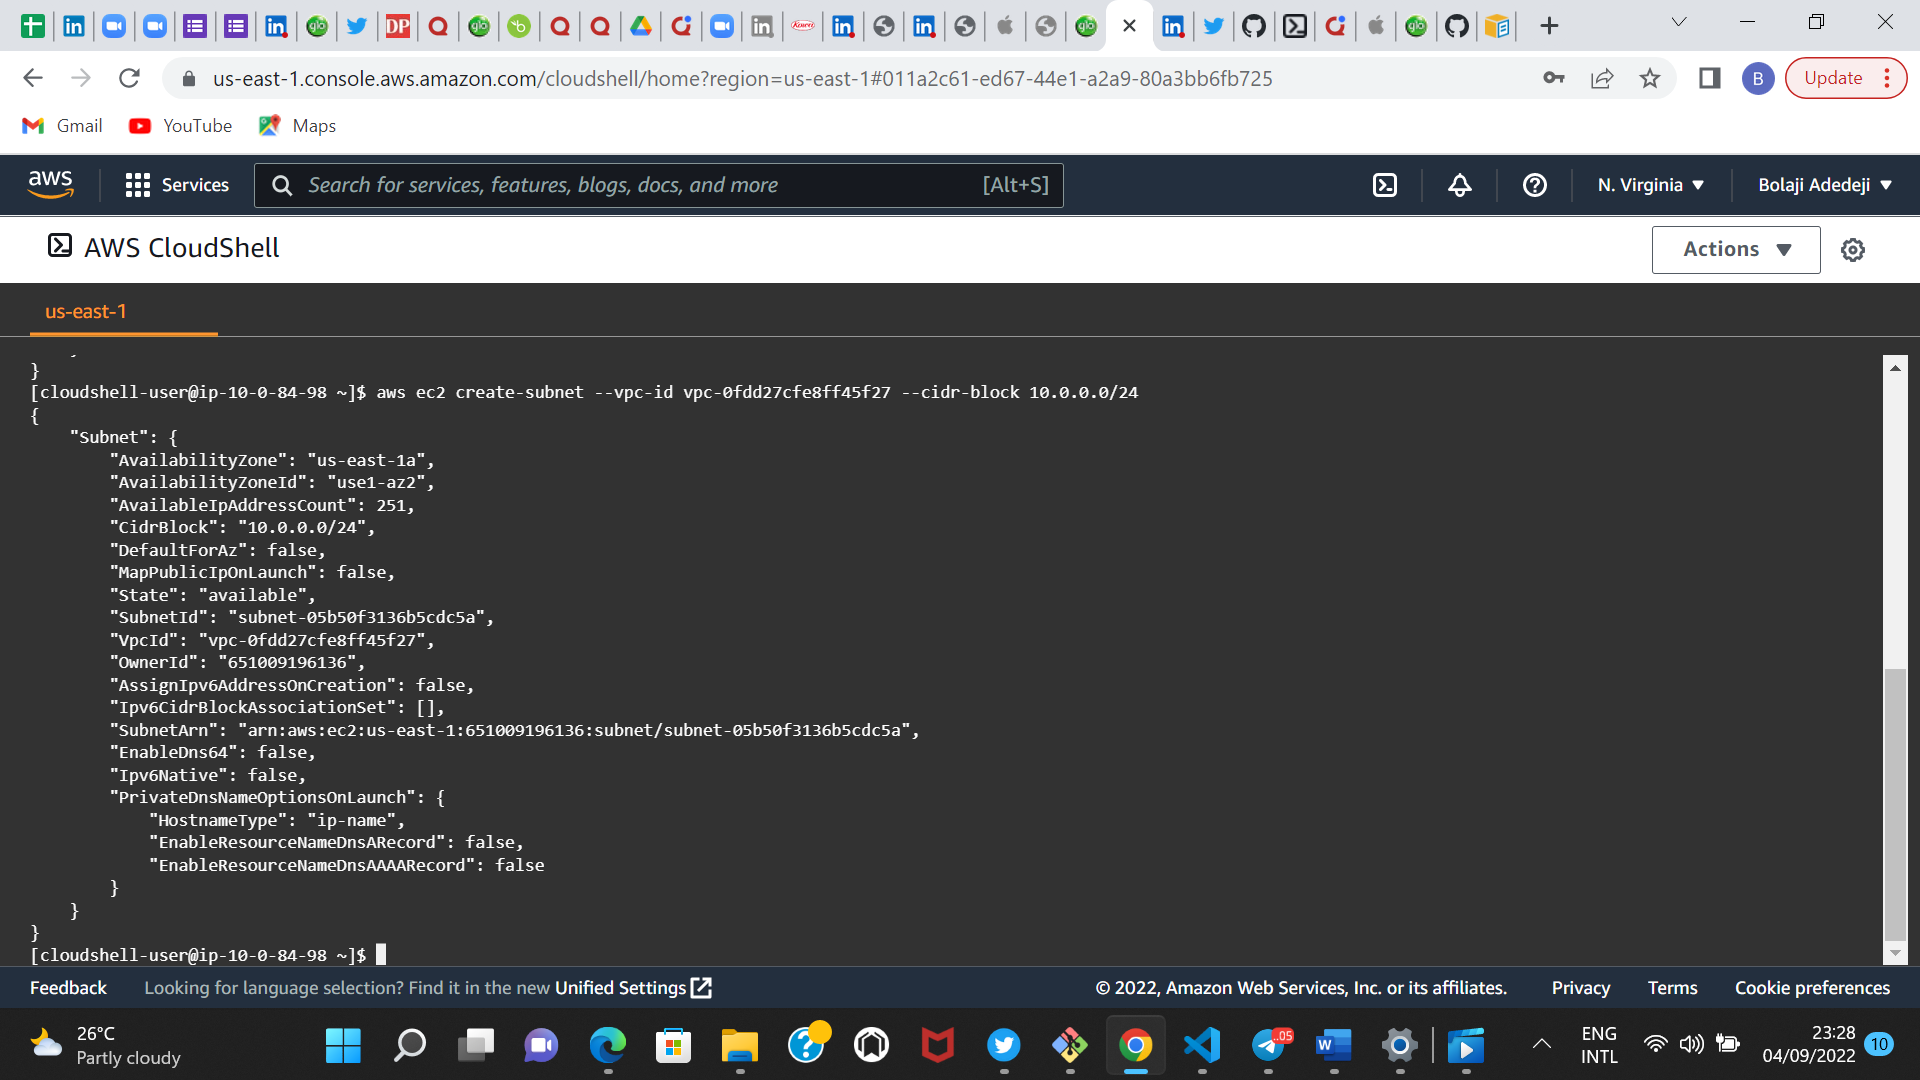 us-east-1.console.aws.amazon.com/cloudshell/home?region=us-east-1#011a2c61-ed67-44e1-a2a9-80a3bb6fb725
B
Update
Gmail
YouTube
Maps
aws
Services
Search for services, features, blogs, docs, and more
[Alt+S]
N. Virginia
Bolaji Adedeji
AWS CloudShell
Actions
us-east-1
}
[cloudshell-user@ip-10-0-84-98 ~]$ aws ec2 create-subnet --vpc-id vpc-0fdd27cfe8ff45f27 --cidr-block 10.0.0.0/24
{
    "Subnet": {
        "AvailabilityZone": "us-east-1a",
        "AvailabilityZoneId": "use1-az2",
        "AvailableIpAddressCount": 251,
        "CidrBlock": "10.0.0.0/24",
        "DefaultForAz": false,
        "MapPublicIpOnLaunch": false,
        "State": "available",
        "SubnetId": "subnet-05b50f3136b5cdc5a",
        "VpcId": "vpc-0fdd27cfe8ff45f27",
        "OwnerId": "651009196136",
        "AssignIpv6AddressOnCreation": false,
        "Ipv6CidrBlockAssociationSet": [],
        "SubnetArn": "arn:aws:ec2:us-east-1:651009196136:subnet/subnet-05b50f3136b5cdc5a",
        "EnableDns64": false,
        "Ipv6Native": false,
        "PrivateDnsNameOptionsOnLaunch": {
            "HostnameType": "ip-name",
            "EnableResourceNameDnsARecord": false,
            "EnableResourceNameDnsAAAARecord": false
        }
    }
}
[cloudshell-user@ip-10-0-84-98 ~]$
Feedback
Looking for language selection? Find it in the new Unified Settings
© 2022, Amazon Web Services, Inc. or its affiliates.
Privacy
Terms
Cookie preferences
26°C
Partly cloudy
ENG
INTL
23:28
04/09/2022
10